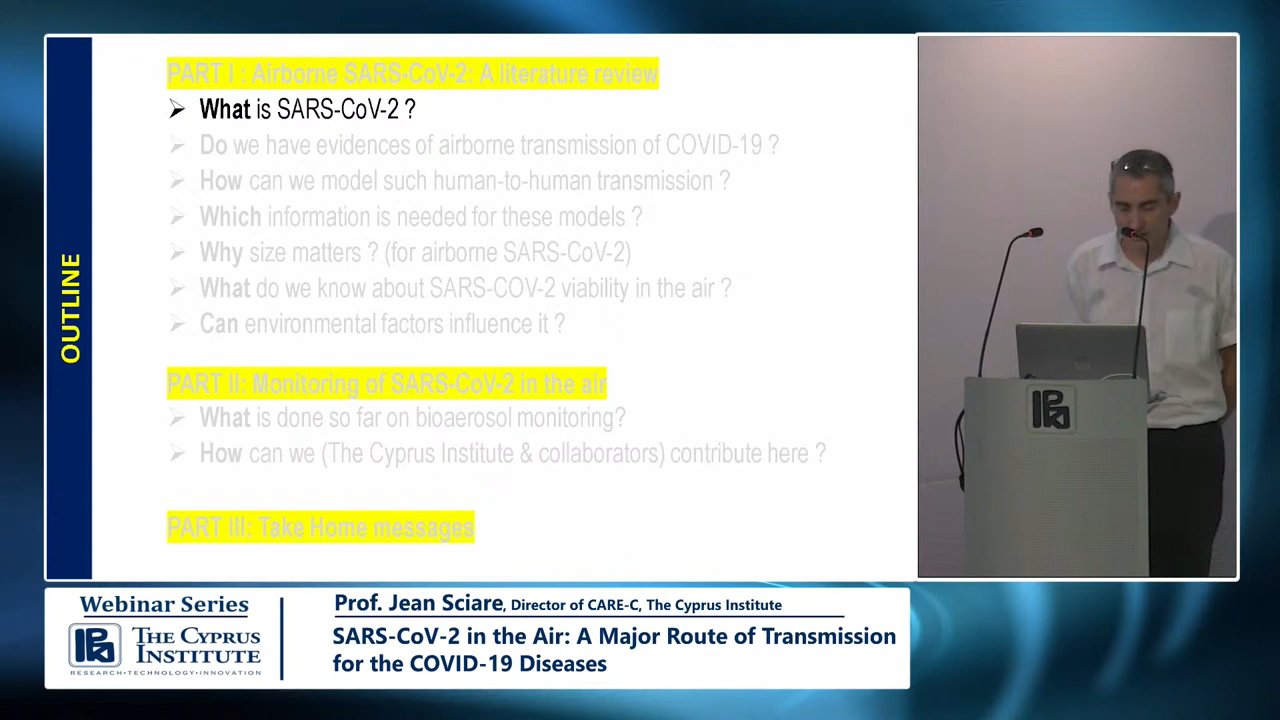 OUTLINE
PART I : Airborne SARS-CoV-2: A literature review
➢ What is SARS-CoV-2 ?
➢ Do we have evidences of airborne transmission of COVID-19 ?
➢ How can we model such human-to-human transmission ?
➢ Which information is needed for these models ?
➢ Why size matters ? (for airborne SARS-CoV-2)
➢ What do we know about SARS-COV-2 viability in the air ?
➢ Can environmental factors influence it ?
PART II: Monitoring of SARS-CoV-2 in the air
➢ What is done so far on bioaerosol monitoring?
➢ How can we (The Cyprus Institute & collaborators) contribute here ?
PART III: Take Home messages
Webinar Series
THE CYPRUS
INSTITUTE
RESEARCH•TECHNOLOGY•INNOVATION
Prof. Jean Sciare, Director of CARE-C, The Cyprus Institute
SARS-CoV-2 in the Air: A Major Route of Transmission
for the COVID-19 Diseases